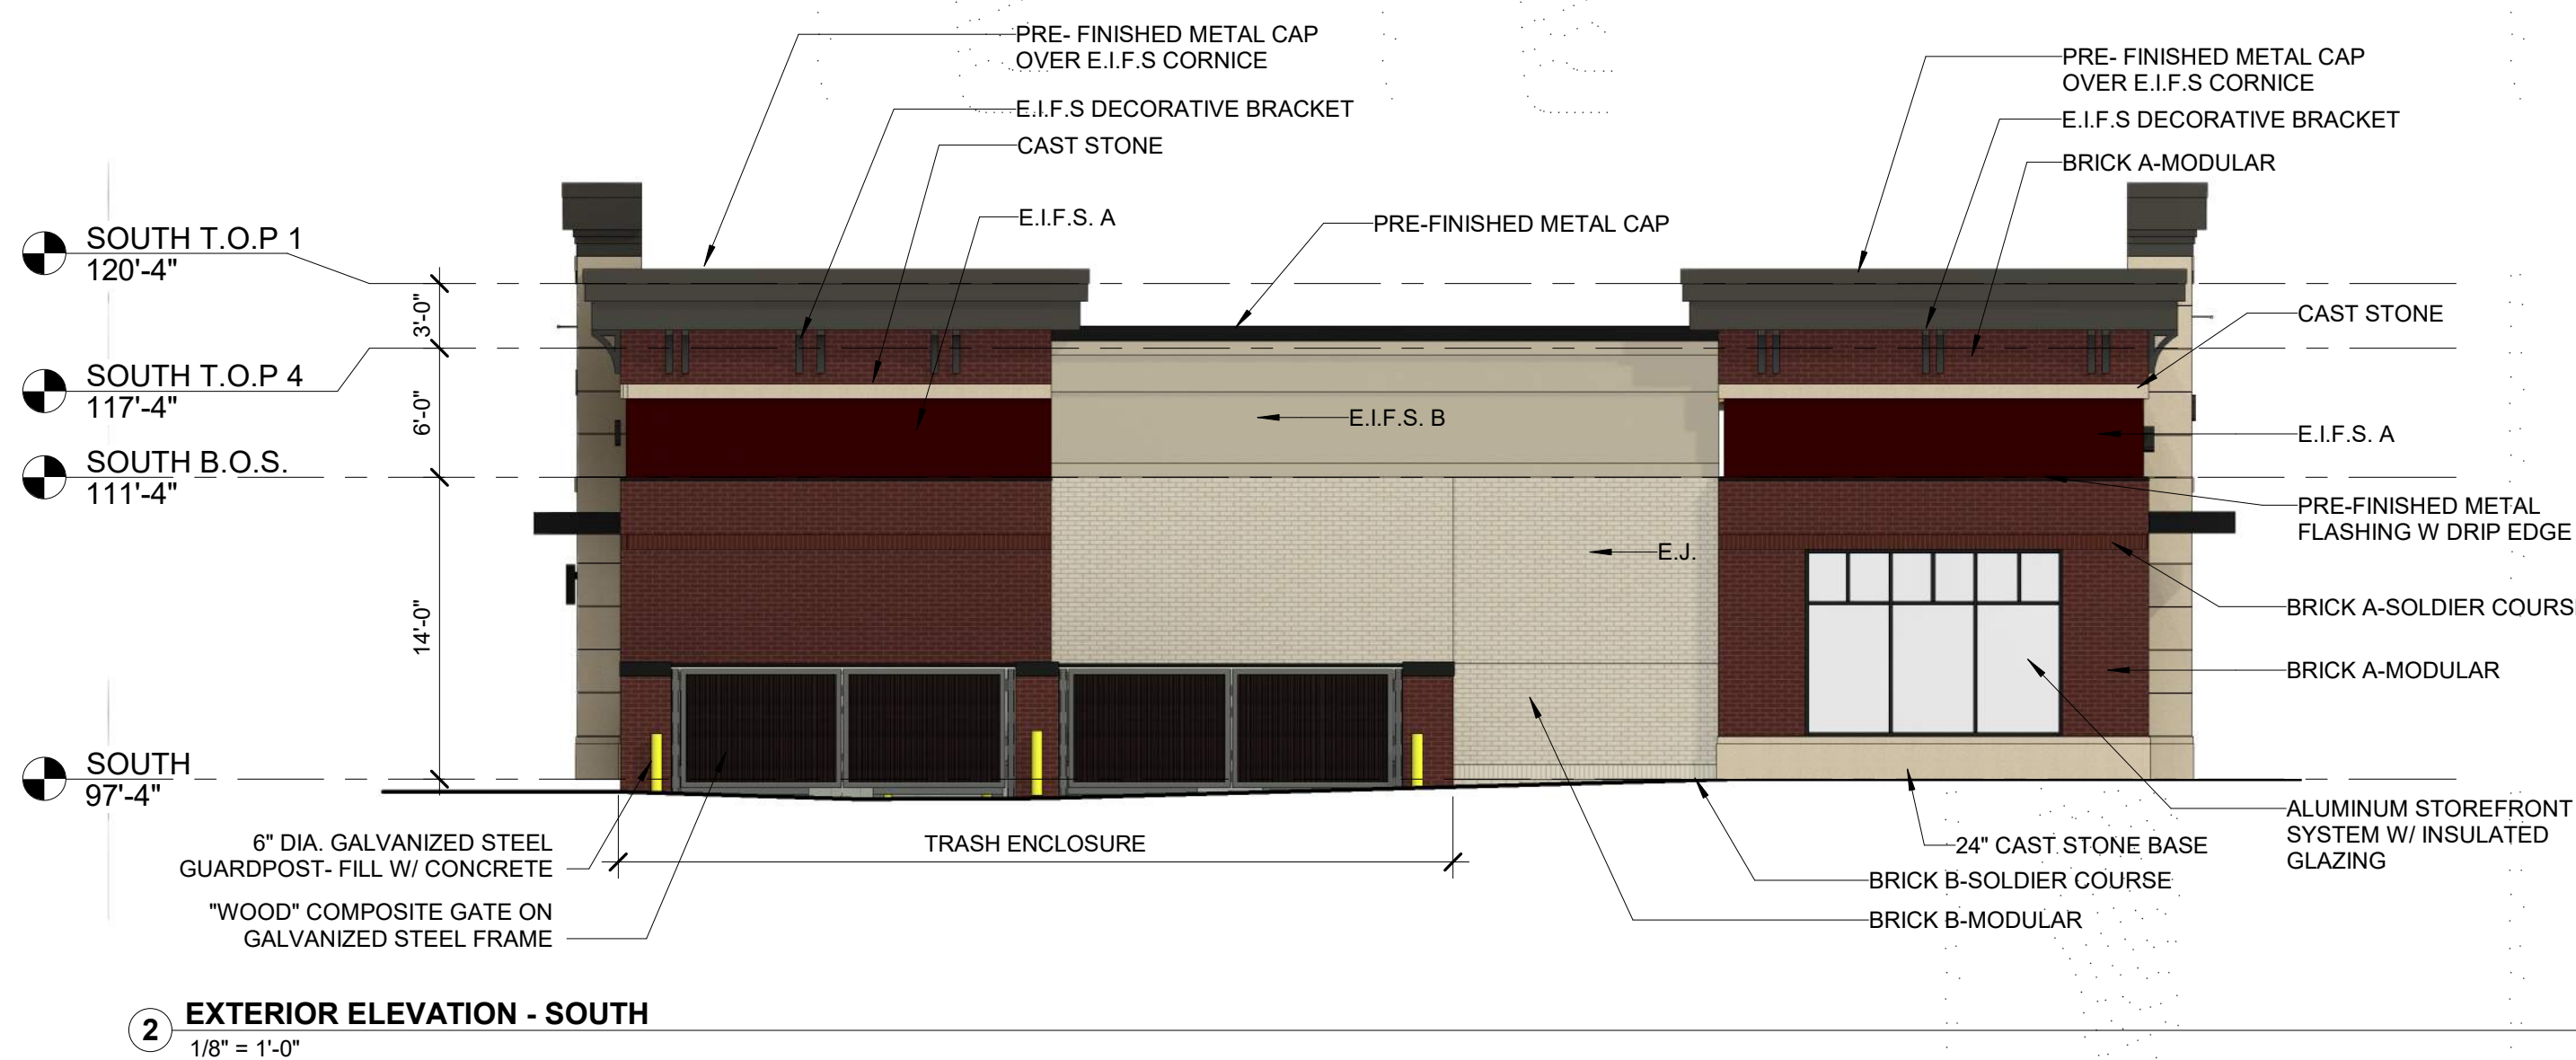 PRE- FINISHED METAL CAP
OVER E.I.F.S CORNICE
E.I.F.S DECORATIVE BRACKET
CAST STONE
E.I.F.S. A
PRE-FINISHED METAL CAP
PRE- FINISHED METAL CAP
OVER E.I.F.S CORNICE
E.I.F.S DECORATIVE BRACKET
BRICK A-MODULAR
CAST STONE
E.I.F.S. A
PRE-FINISHED METAL
FLASHING W DRIP EDGE
BRICK A-SOLDIER COURS
BRICK A-MODULAR
ALUMINUM STOREFRONT
SYSTEM W/ INSULATED
GLAZING
SOUTH T.O.P 1
120'-4"
SOUTH T.O.P 4
117'-4"
SOUTH B.O.S.
111'-4"
SOUTH
97'-4"
3'-0"
6'-0"
14'-0"
E.I.F.S. B
E.J.
6" DIA. GALVANIZED STEEL
GUARDPOST- FILL W/ CONCRETE
"WOOD" COMPOSITE GATE ON
GALVANIZED STEEL FRAME
TRASH ENCLOSURE
24" CAST STONE BASE
BRICK B-SOLDIER COURSE
BRICK B-MODULAR
2
EXTERIOR ELEVATION - SOUTH
1/8" = 1'-0"